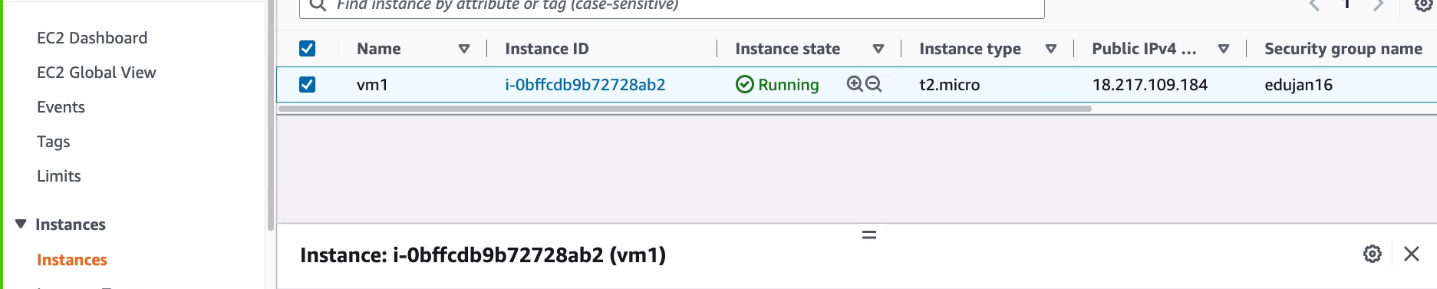 Find instance by attribute or tag (case-sensitive)
1
EC2 Dashboard
EC2 Global View
Events
Tags
Limits
Instances
Instances
Name Instance ID Instance state Instance type Public IPv4 ... Security group name
vm1 i-0bffcdb9b72728ab2 Running t2.micro 18.217.109.184 edujan16
Instance: i-0bffcdb9b72728ab2 (vm1)